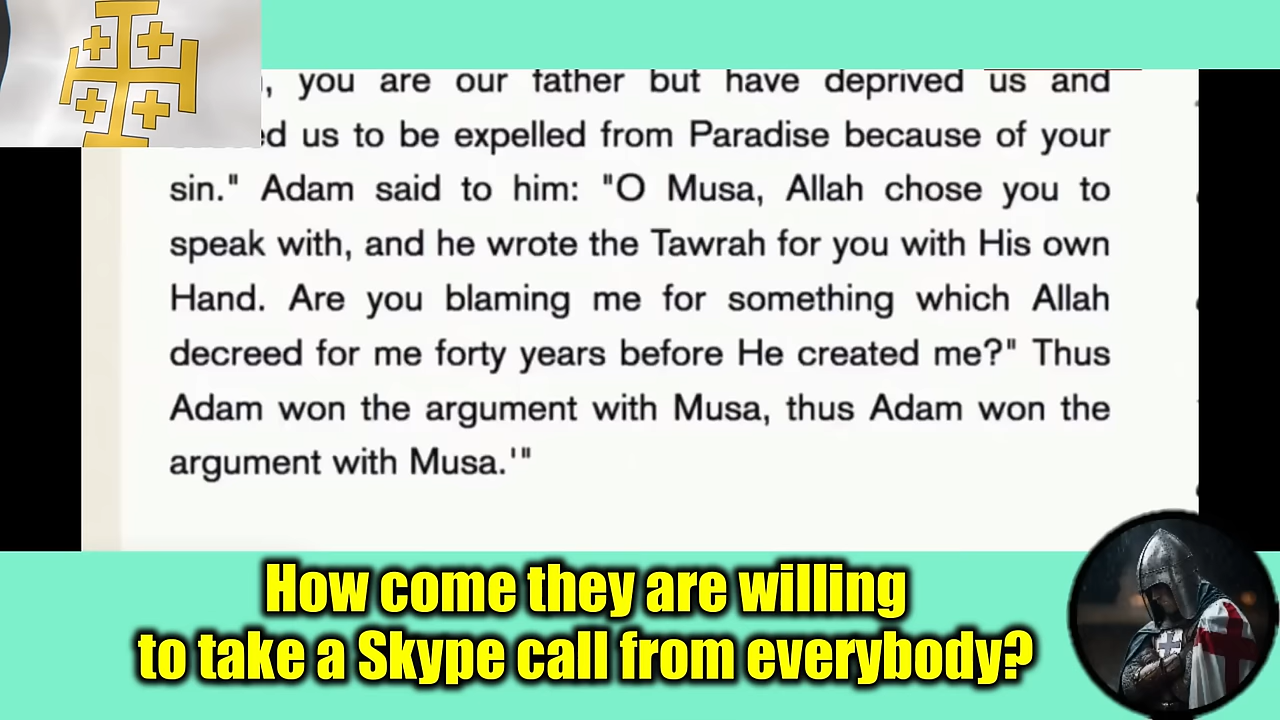 , you are our father but have deprived us and
ed us to be expelled from Paradise because of your
sin." Adam said to him: "O Musa, Allah chose you to
speak with, and he wrote the Tawrah for you with His own
Hand. Are you blaming me for something which Allah
decreed for me forty years before He created me?" Thus
Adam won the argument with Musa, thus Adam won the
argument with Musa.'"
How come they are willing
to take a Skype call from everybody?